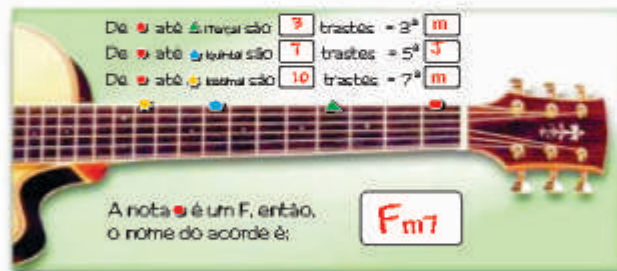 De até (terça) são 3 trastes = 3ª m
De até (quinta) são 7 trastes = 5ª J
De até (sétima) são 10 trastes = 7ª m
A nota é um F, então,
o nome do acorde é:
Fm7